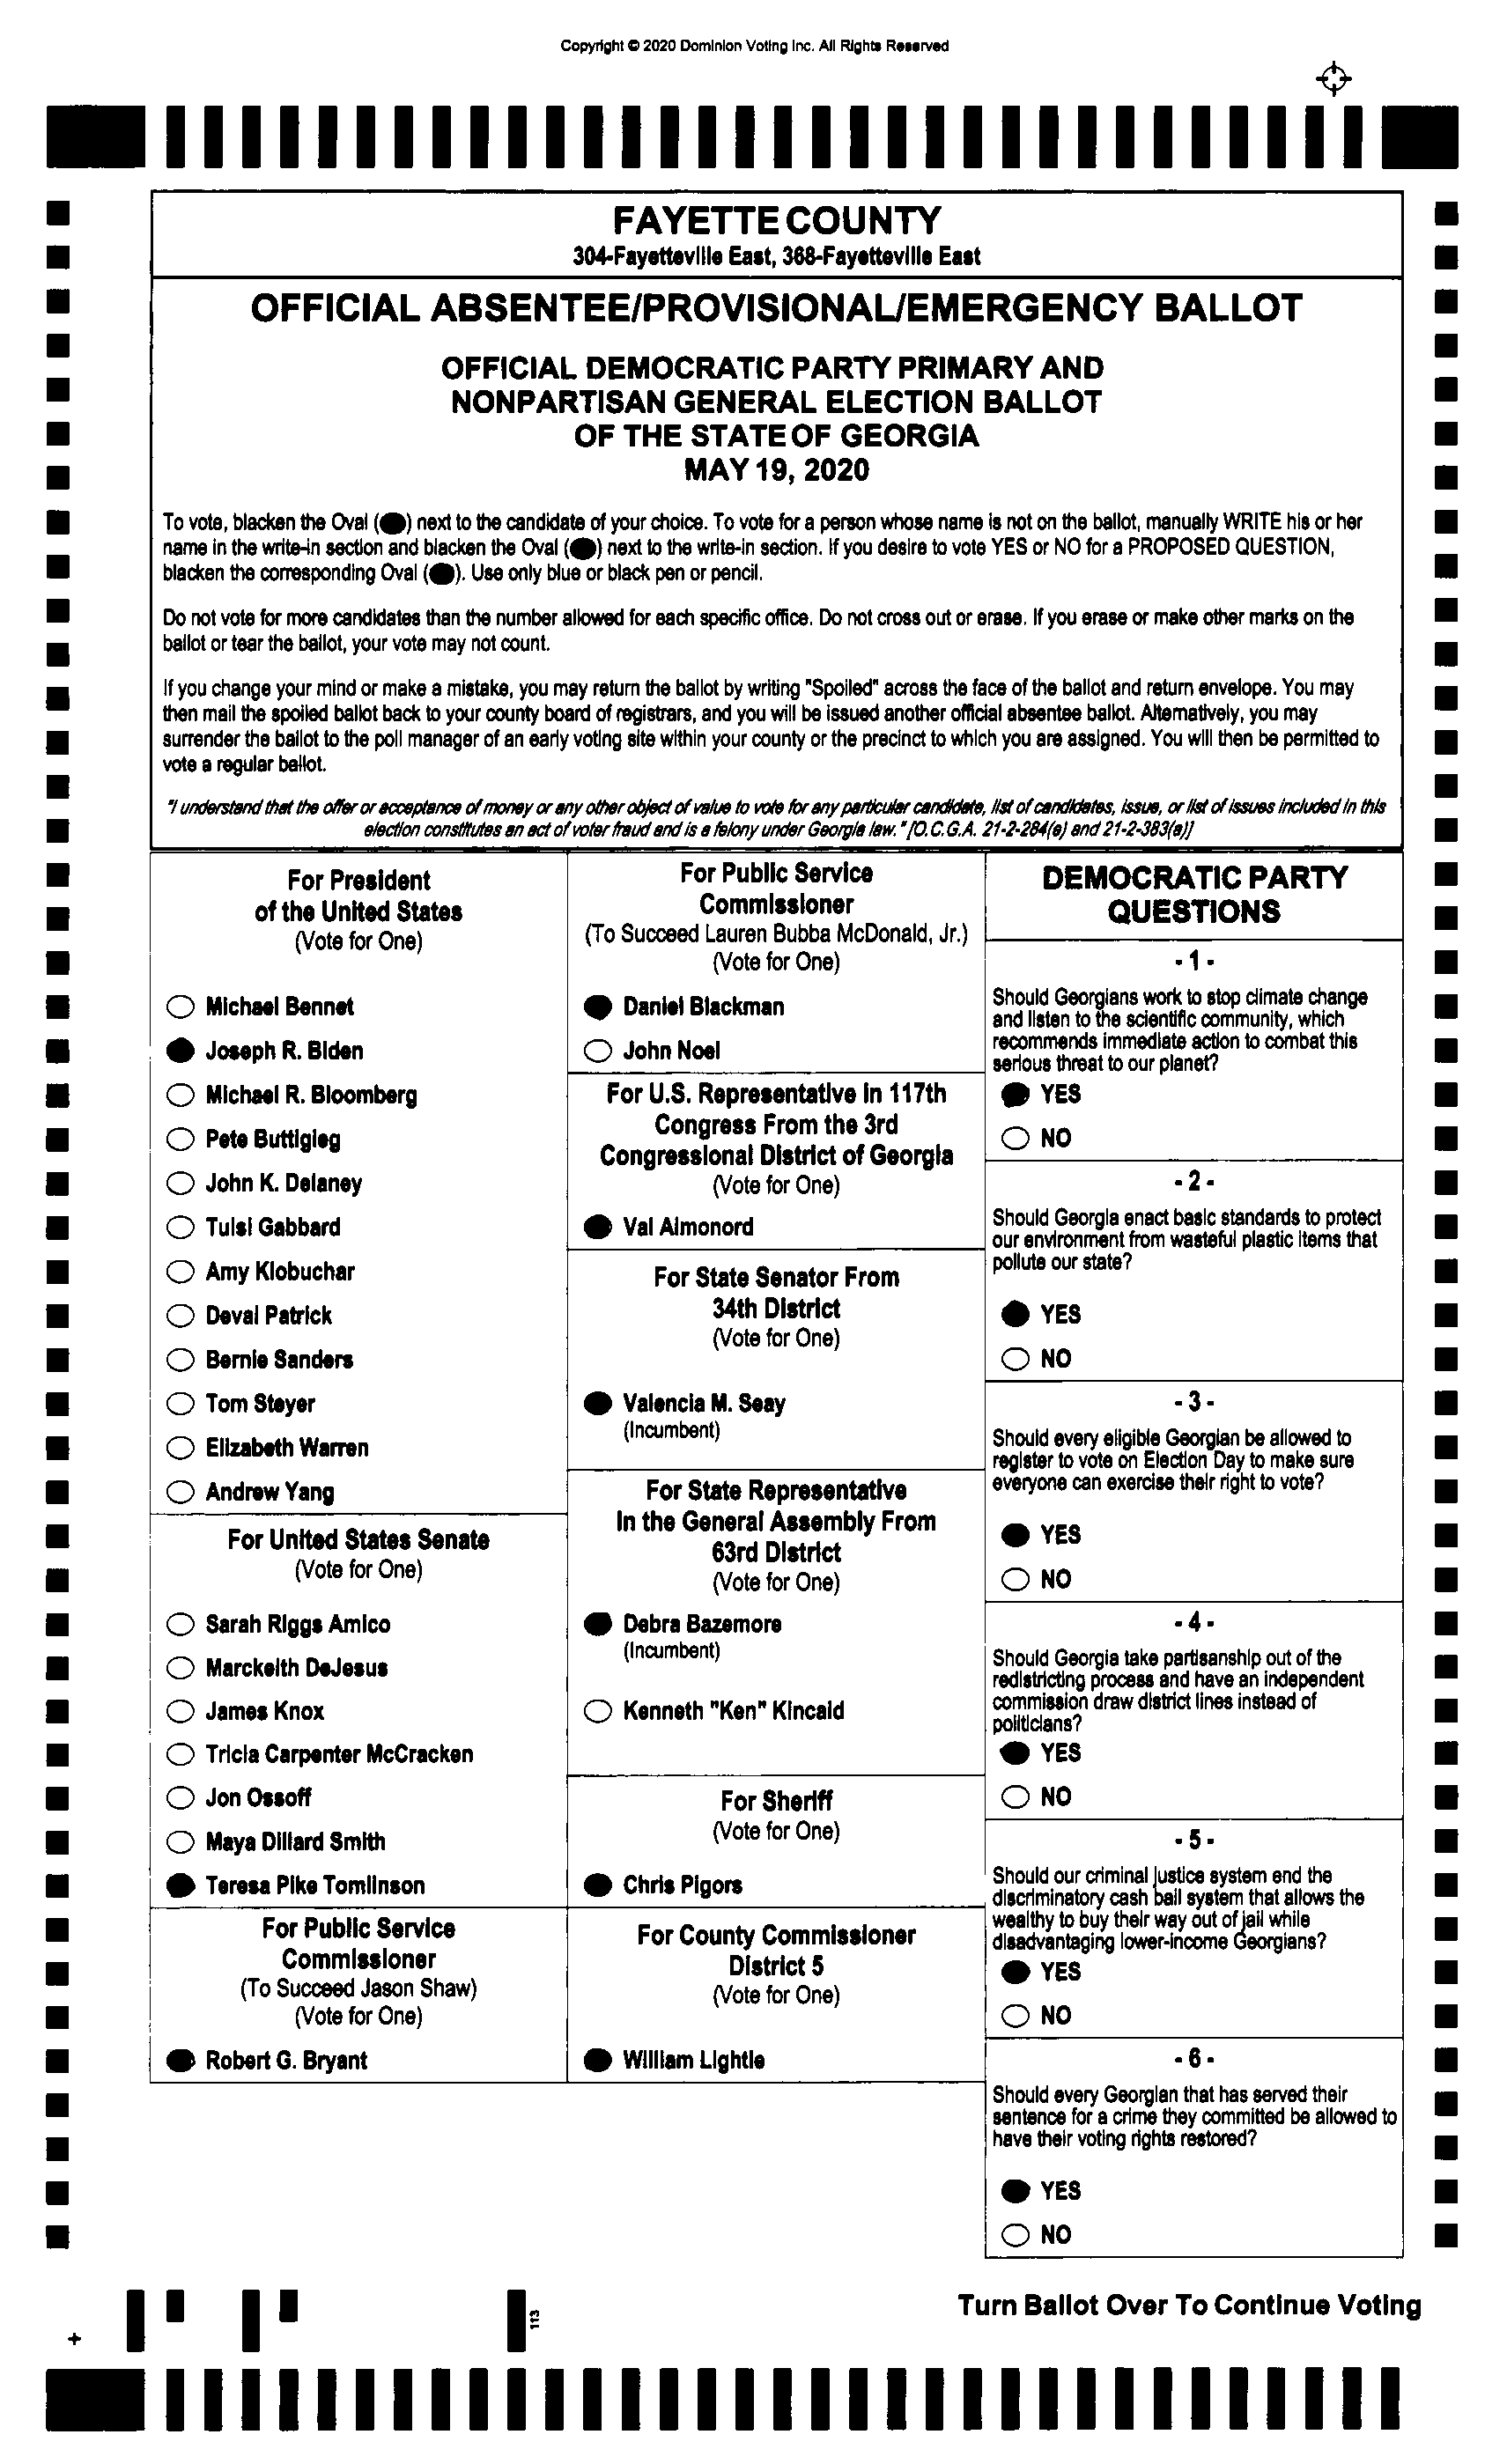 Copyright © 2020 Dominion Voting Inc. All Rights Reserved
FAYETTE COUNTY
304-Fayetteville East, 368-Fayetteville East
OFFICIAL ABSENTEE/PROVISIONAL/EMERGENCY BALLOT
OFFICIAL DEMOCRATIC PARTY PRIMARY AND
NONPARTISAN GENERAL ELECTION BALLOT
OF THE STATE OF GEORGIA
MAY 19, 2020
To vote, blacken the Oval (●) next to the candidate of your choice. To vote for a person whose name is not on the ballot, manually WRITE his or her
name in the write-in section and blacken the Oval (●) next to the write-in section. If you desire to vote YES or NO for a PROPOSED QUESTION,
blacken the corresponding Oval (●). Use only blue or black pen or pencil.
Do not vote for more candidates than the number allowed for each specific office. Do not cross out or erase. If you erase or make other marks on the
ballot or tear the ballot, your vote may not count.
If you change your mind or make a mistake, you may return the ballot by writing "Spoiled" across the face of the ballot and return envelope. You may
then mail the spoiled ballot back to your county board of registrars, and you will be issued another official absentee ballot. Alternatively, you may
surrender the ballot to the poll manager of an early voting site within your county or the precinct to which you are assigned. You will then be permitted to
vote a regular ballot.
"I understand that the offer or acceptance of money or any other object of value to vote for any particular candidate, list of candidates, issue, or list of issues included in this
election constitutes an act of voter fraud and is a felony under Georgia law." [O.C.G.A. 21-2-284(e) and 21-2-383(a)]
For President
of the United States
(Vote for One)
Michael Bennet
Joseph R. Biden
Michael R. Bloomberg
Pete Buttigieg
John K. Delaney
Tulsi Gabbard
Amy Klobuchar
Deval Patrick
Bernie Sanders
Tom Steyer
Elizabeth Warren
Andrew Yang
For United States Senate
(Vote for One)
Sarah Riggs Amico
Marckeith DeJesus
James Knox
Tricia Carpenter McCracken
Jon Ossoff
Maya Dillard Smith
Teresa Pike Tomlinson
For Public Service
Commissioner
(To Succeed Jason Shaw)
(Vote for One)
Robert G. Bryant
For Public Service
Commissioner
(To Succeed Lauren Bubba McDonald, Jr.)
(Vote for One)
Daniel Blackman
John Noel
For U.S. Representative in 117th
Congress From the 3rd
Congressional District of Georgia
(Vote for One)
Val Almonord
For State Senator From
34th District
(Vote for One)
Valencia M. Seay
(Incumbent)
For State Representative
In the General Assembly From
63rd District
(Vote for One)
Debra Bazemore
(Incumbent)
Kenneth "Ken" Kincaid
For Sheriff
(Vote for One)
Chris Pigors
For County Commissioner
District 5
(Vote for One)
William Lightle
DEMOCRATIC PARTY
QUESTIONS
- 1 -
Should Georgians work to stop climate change
and listen to the scientific community, which
recommends immediate action to combat this
serious threat to our planet?
YES
NO
- 2 -
Should Georgia enact basic standards to protect
our environment from wasteful plastic items that
pollute our state?
YES
NO
- 3 -
Should every eligible Georgian be allowed to
register to vote on Election Day to make sure
everyone can exercise their right to vote?
YES
NO
- 4 -
Should Georgia take partisanship out of the
redistricting process and have an independent
commission draw district lines instead of
politicians?
YES
NO
- 5 -
Should our criminal justice system end the
discriminatory cash bail system that allows the
wealthy to buy their way out of jail while
disadvantaging lower-income Georgians?
YES
NO
- 6 -
Should every Georgian that has served their
sentence for a crime they committed be allowed to
have their voting rights restored?
YES
NO
Turn Ballot Over To Continue Voting
113